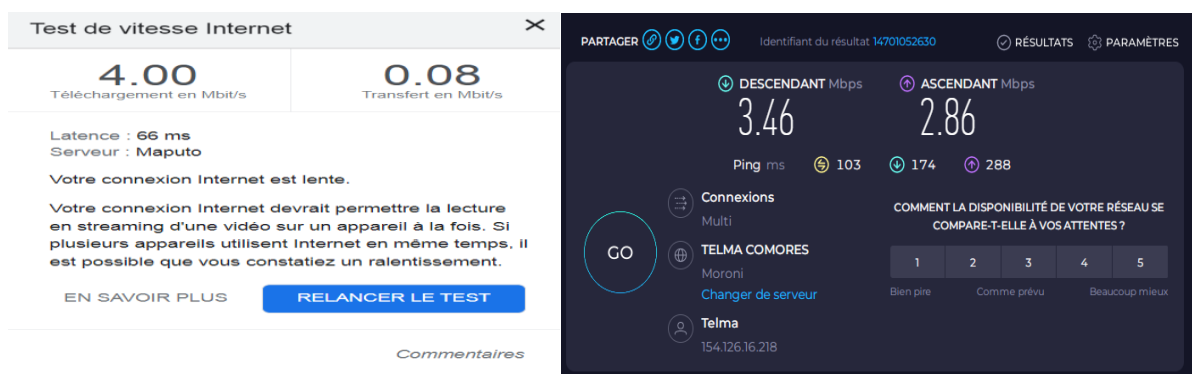 Test de vitesse Internet
4.00
Téléchargement en Mbit/s
0.08
Transfert en Mbit/s
Latence : 66 ms
Serveur : Maputo
Votre connexion Internet est lente.
Votre connexion Internet devrait permettre la lecture
en streaming d'une vidéo sur un appareil à la fois. Si
plusieurs appareils utilisent Internet en même temps, il
est possible que vous constatiez un ralentissement.
EN SAVOIR PLUS
RELANCER LE TEST
Commentaires
PARTAGER
Identifiant du résultat 14701052630
RÉSULTATS
PARAMÈTRES
DESCENDANT Mbps
3.46
ASCENDANT Mbps
2.86
Ping ms 103 174 288
GO
Connexions
Multi
TELMA COMORES
Moroni
Changer de serveur
Telma
154.126.16.218
COMMENT LA DISPONIBILITÉ DE VOTRE RÉSEAU SE
COMPARE-T-ELLE À VOS ATTENTES ?
1 2 3 4 5
Bien pire Comme prévu Beaucoup mieux